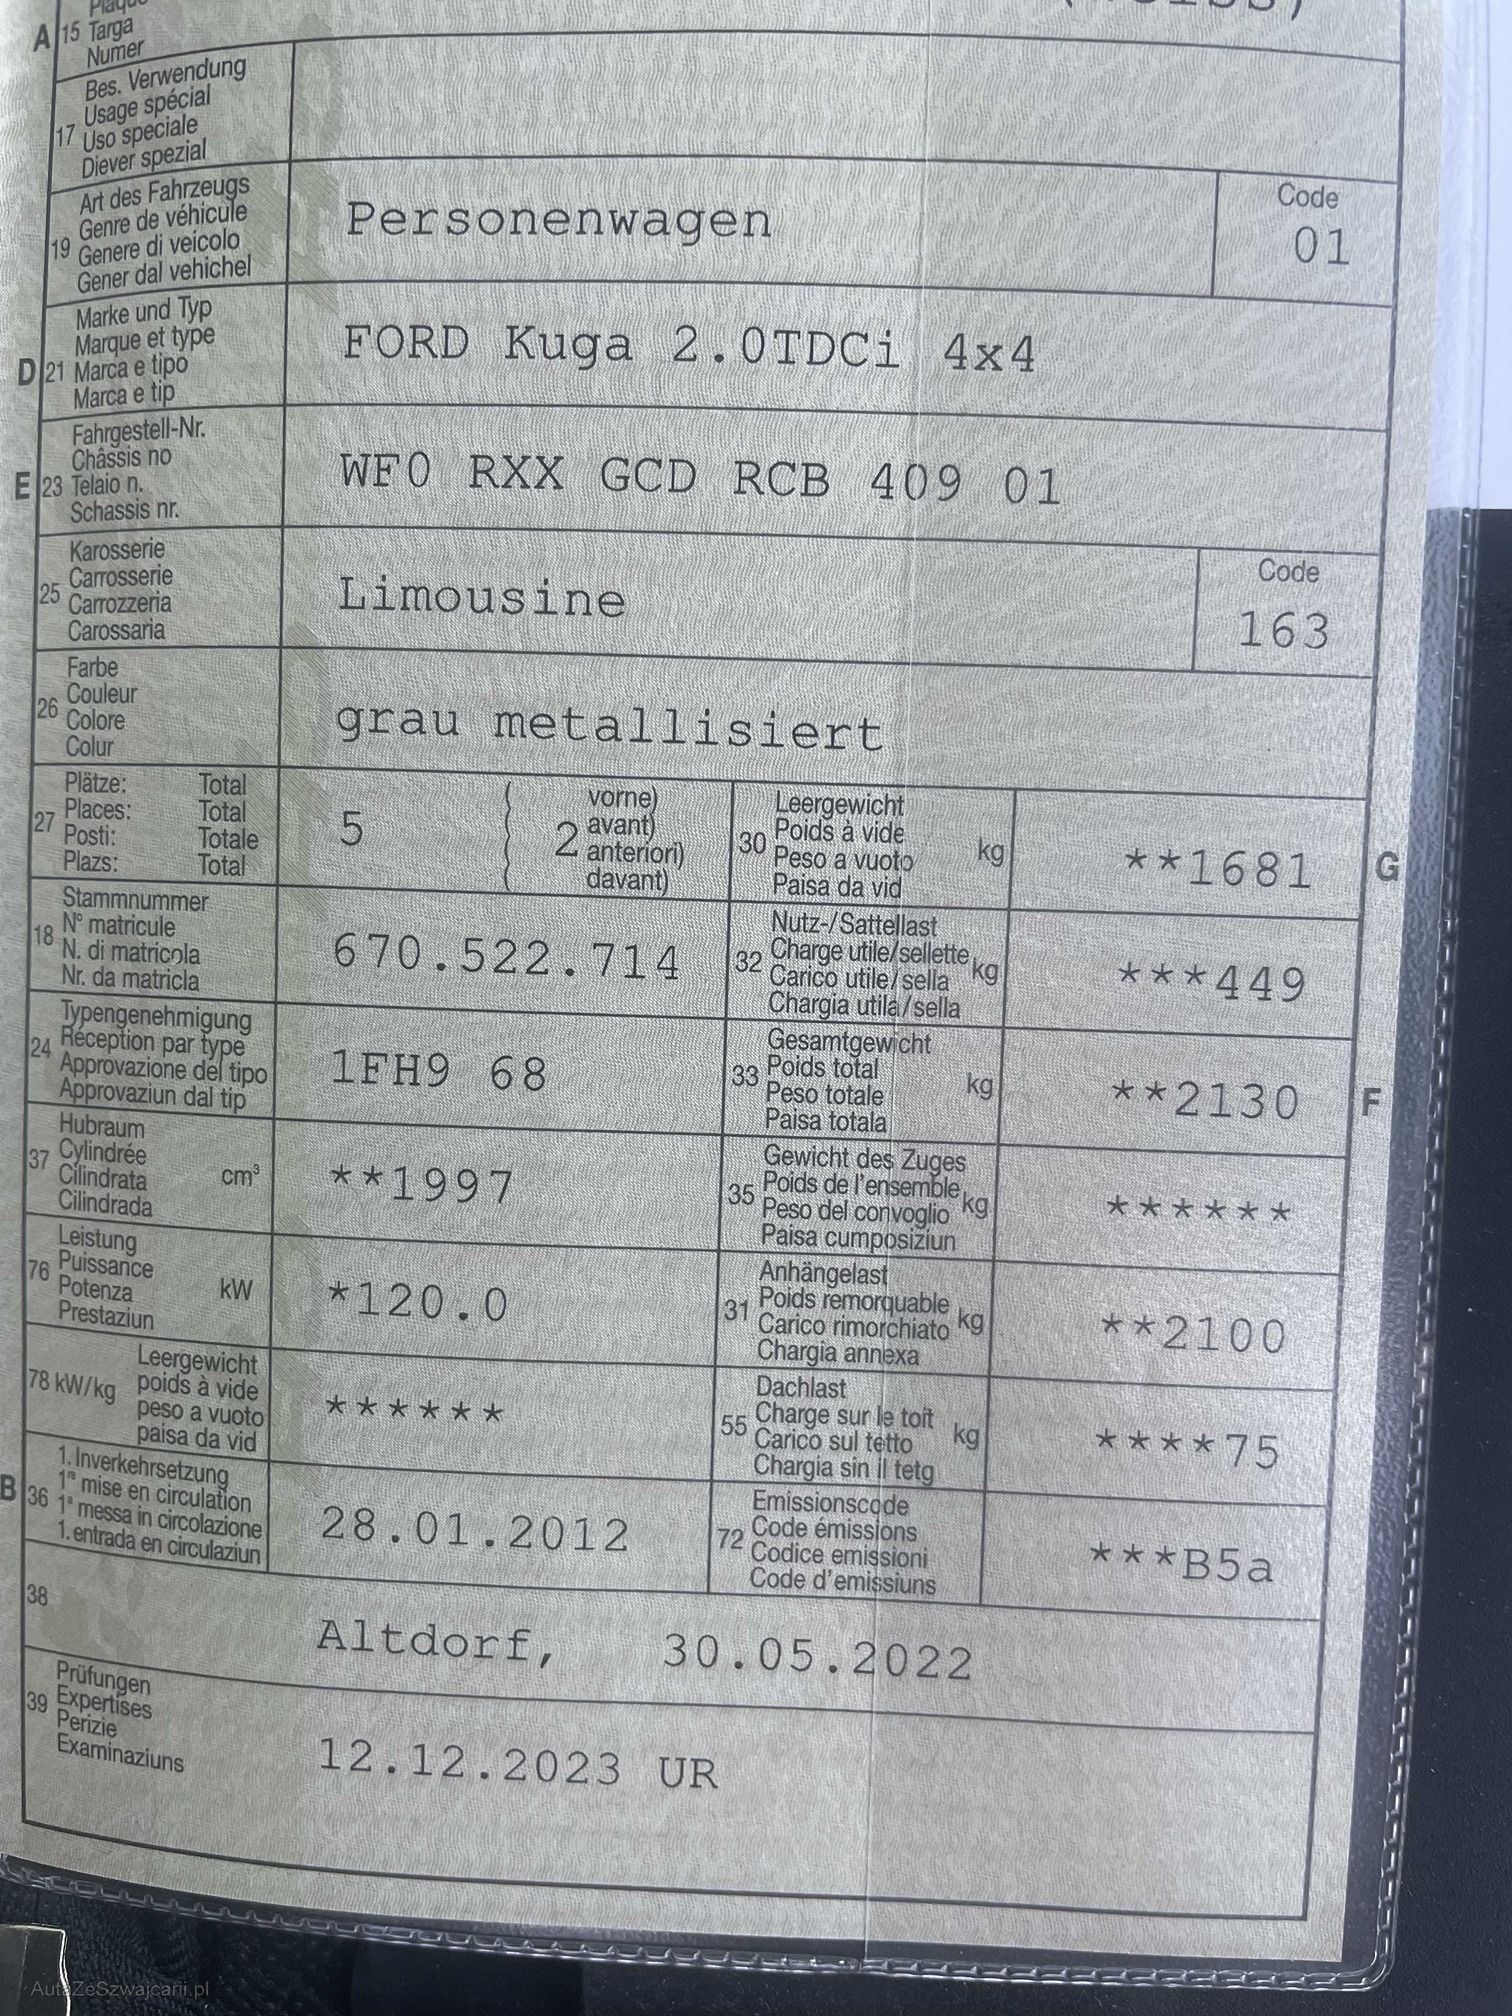 A 15 Targa
Numer
17 Bes. Verwendung
Usage spécial
Uso speciale
Diever spezial
19 Art des Fahrzeugs
Genre de véhicule
Genere di veicolo
Gener dal vehichel
Personenwagen
Code
01
D 21 Marke und Typ
Marque et type
Marca e tipo
Marca e tip
FORD Kuga 2.0TDCi 4x4
E 23 Fahrgestell-Nr.
Châssis no
Telaio n.
Schassis nr.
WF0 RXX GCD RCB 409 01
25 Karosserie
Carrosserie
Carrozzeria
Carossaria
Limousine
Code
163
26 Farbe
Couleur
Colore
Colur
grau metallisiert
27 Plätze: Total
Places: Total
Posti: Totale
Plazs: Total
5
2 vorne)
avant)
anteriori)
davant)
30 Leergewicht
Poids à vide
Peso a vuoto
Paisa da vid
kg
**1681
G
18 Stammnummer
N° matricule
N. di matricola
Nr. da matricla
670.522.714
32 Nutz-/Sattellast
Charge utile/sellette
Carico utile/sella
Chargia utila/sella
kg
***449
24 Typengenehmigung
Réception par type
Approvazione del tipo
Approvaziun dal tip
1FH9 68
33 Gesamtgewicht
Poids total
Peso totale
Paisa totala
kg
**2130
F
37 Hubraum
Cylindrée
Cilindrata
Cilindrada
cm³
**1997
35 Gewicht des Zuges
Poids de l'ensemble
Peso del convoglio
Paisa cumposiziun
kg
******
76 Leistung
Puissance
Potenza
Prestaziun
kW
*120.0
31 Anhängelast
Poids remorquable
Carico rimorchiato
Chargia annexa
kg
**2100
78 kW/kg Leergewicht
poids à vide
peso a vuoto
paisa da vid
******
55 Dachlast
Charge sur le toit
Carico sul tetto
Chargia sin il tetg
kg
****75
B 36 1. Inverkehrsetzung
1re mise en circulation
1a messa in circolazione
1. entrada en circulaziun
28.01.2012
72 Emissionscode
Code émissions
Codice emissioni
Code d'emissiuns
***B5a
38
Altdorf, 30.05.2022
39 Prüfungen
Expertises
Perizie
Examinaziuns
12.12.2023 UR
AutaZeSzwajcarii.pl